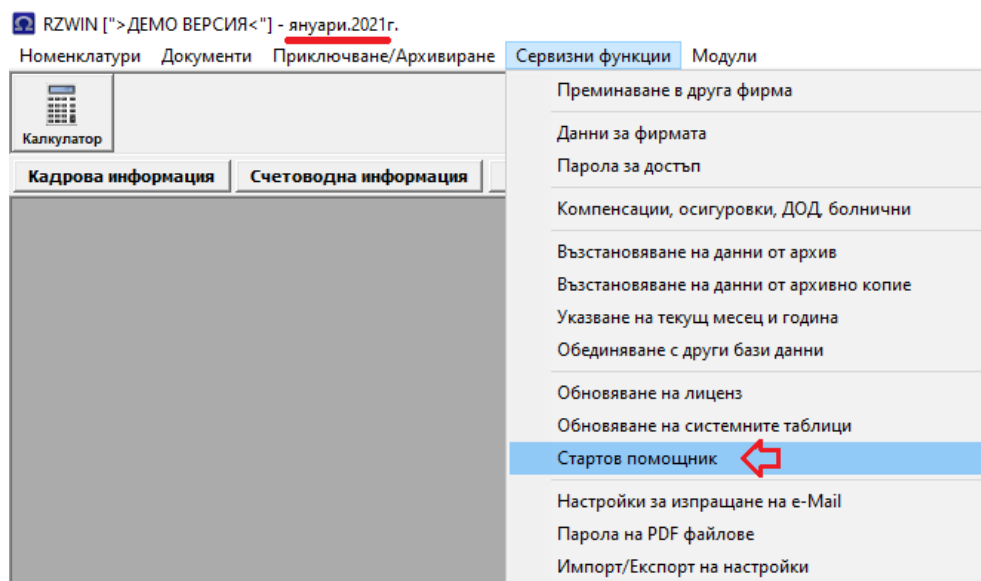 RZWIN [">ДЕМО ВЕРСИЯ<"] - януари.2021г.
Номенклатури Документи Приключване/Архивиране Сервизни функции Модули
Калкулатор
Кадрова информация Счетоводна информация
Преминаване в друга фирма
Данни за фирмата
Парола за достъп
Компенсации, осигуровки, ДОД, болнични
Възстановяване на данни от архив
Възстановяване на данни от архивно копие
Указване на текущ месец и година
Обединяване с други бази данни
Обновяване на лиценз
Обновяване на системните таблици
Стартов помощник
Настройки за изпращане на e-Mail
Парола на PDF файлове
Импорт/Експорт на настройки